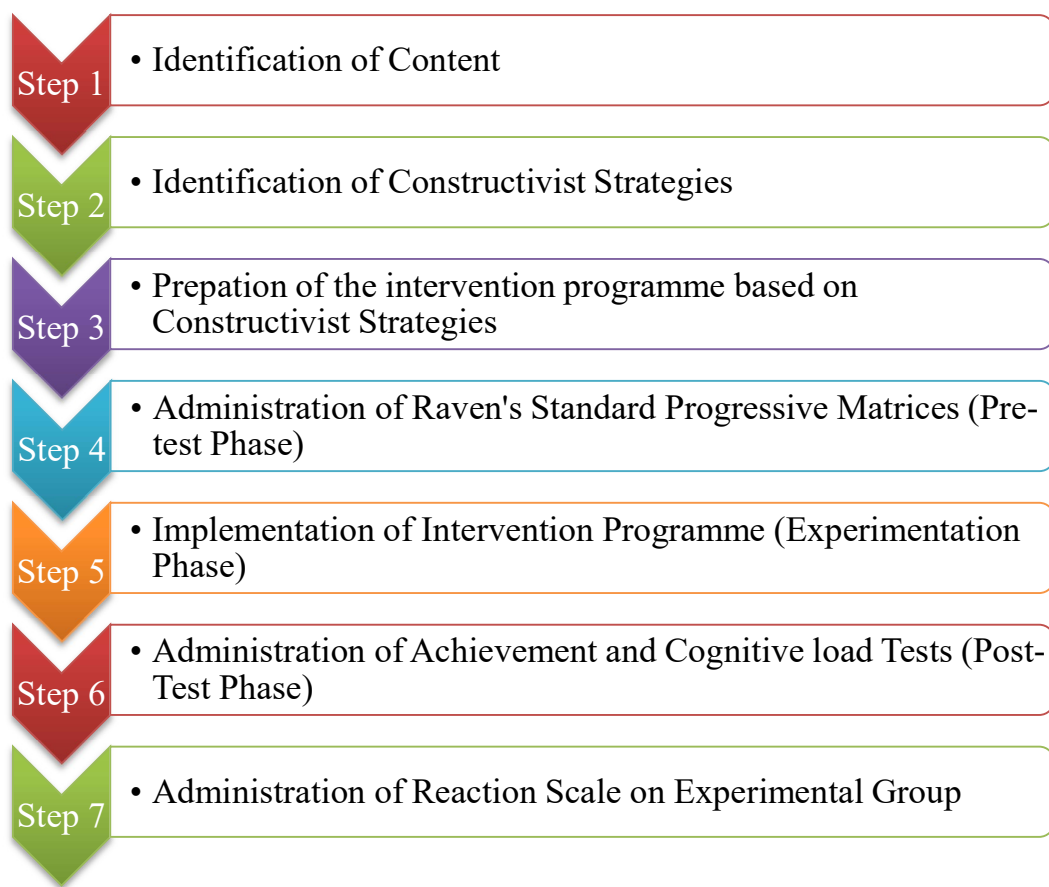 Step 1
• Identification of Content
Step 2
• Identification of Constructivist Strategies
Step 3
• Prepation of the intervention programme based on
Constructivist Strategies
Step 4
• Administration of Raven's Standard Progressive Matrices (Pre-
test Phase)
Step 5
• Implementation of Intervention Programme (Experimentation
Phase)
Step 6
• Administration of Achievement and Cognitive load Tests (Post-
Test Phase)
Step 7
• Administration of Reaction Scale on Experimental Group